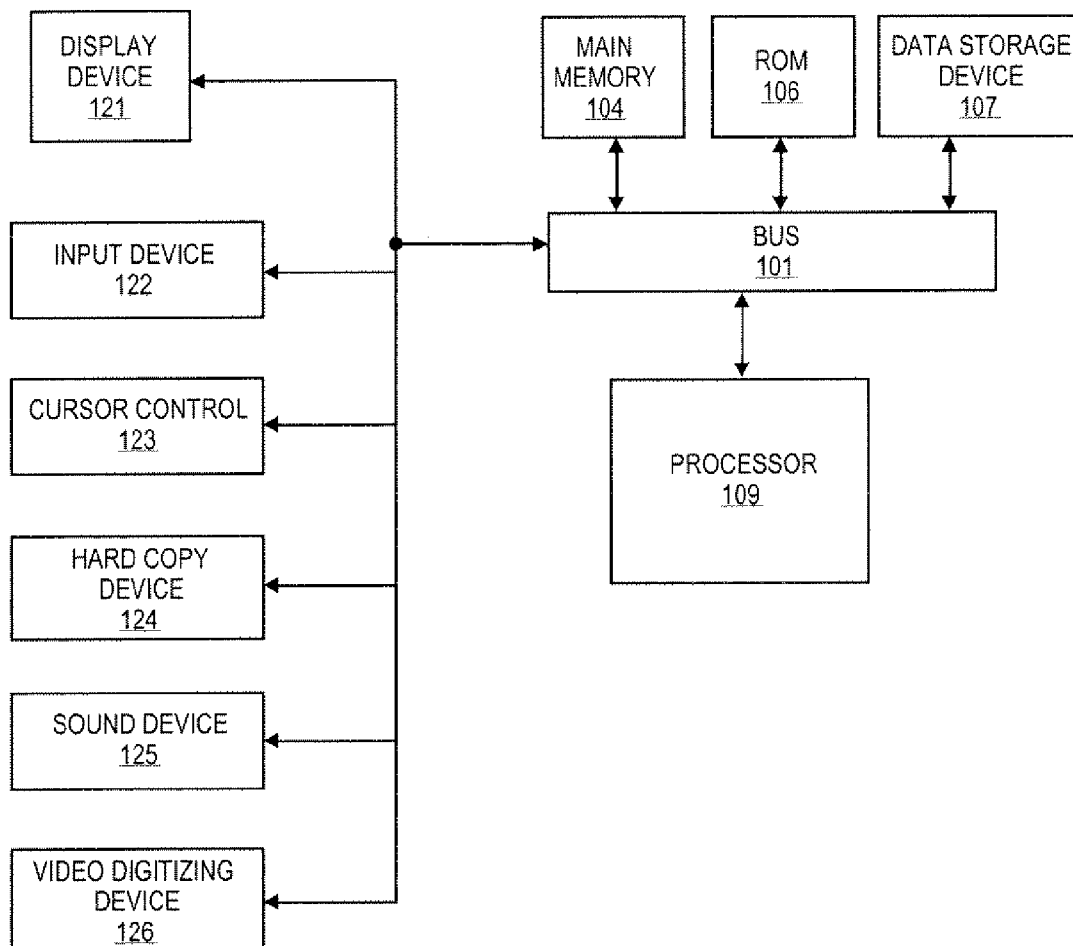 DISPLAY
DEVICE
121
MAIN
MEMORY
104
ROM
106
DATA STORAGE
DEVICE
107
INPUT DEVICE
122
BUS
101
CURSOR CONTROL
123
PROCESSOR
109
HARD COPY
DEVICE
124
SOUND DEVICE
125
VIDEO DIGITIZING
DEVICE
126